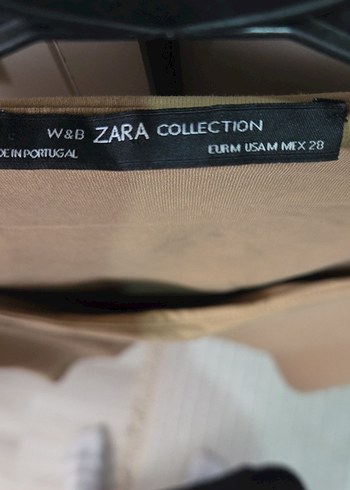 W&B ZARA COLLECTION
DE IN PORTUGAL EUR M USA M MEX 28